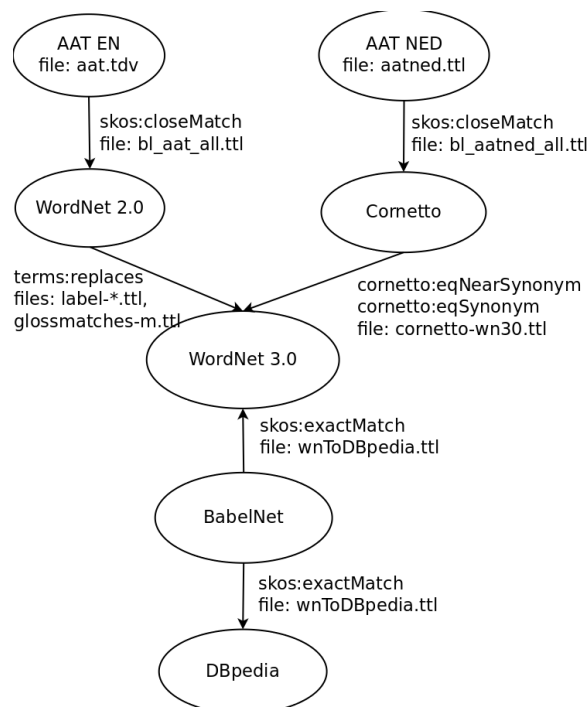 AAT EN
file: aat.tdv
AAT NED
file: aatned.ttl
skos:closeMatch
file: bl_aat_all.ttl
skos:closeMatch
file: bl_aatned_all.ttl
WordNet 2.0
Cornetto
terms:replaces
files: label-*.ttl,
glossmatches-m.ttl
cornetto:eqNearSynonym
cornetto:eqSynonym
file: cornetto-wn30.ttl
WordNet 3.0
skos:exactMatch
file: wnToDBpedia.ttl
BabelNet
skos:exactMatch
file: wnToDBpedia.ttl
DBpedia